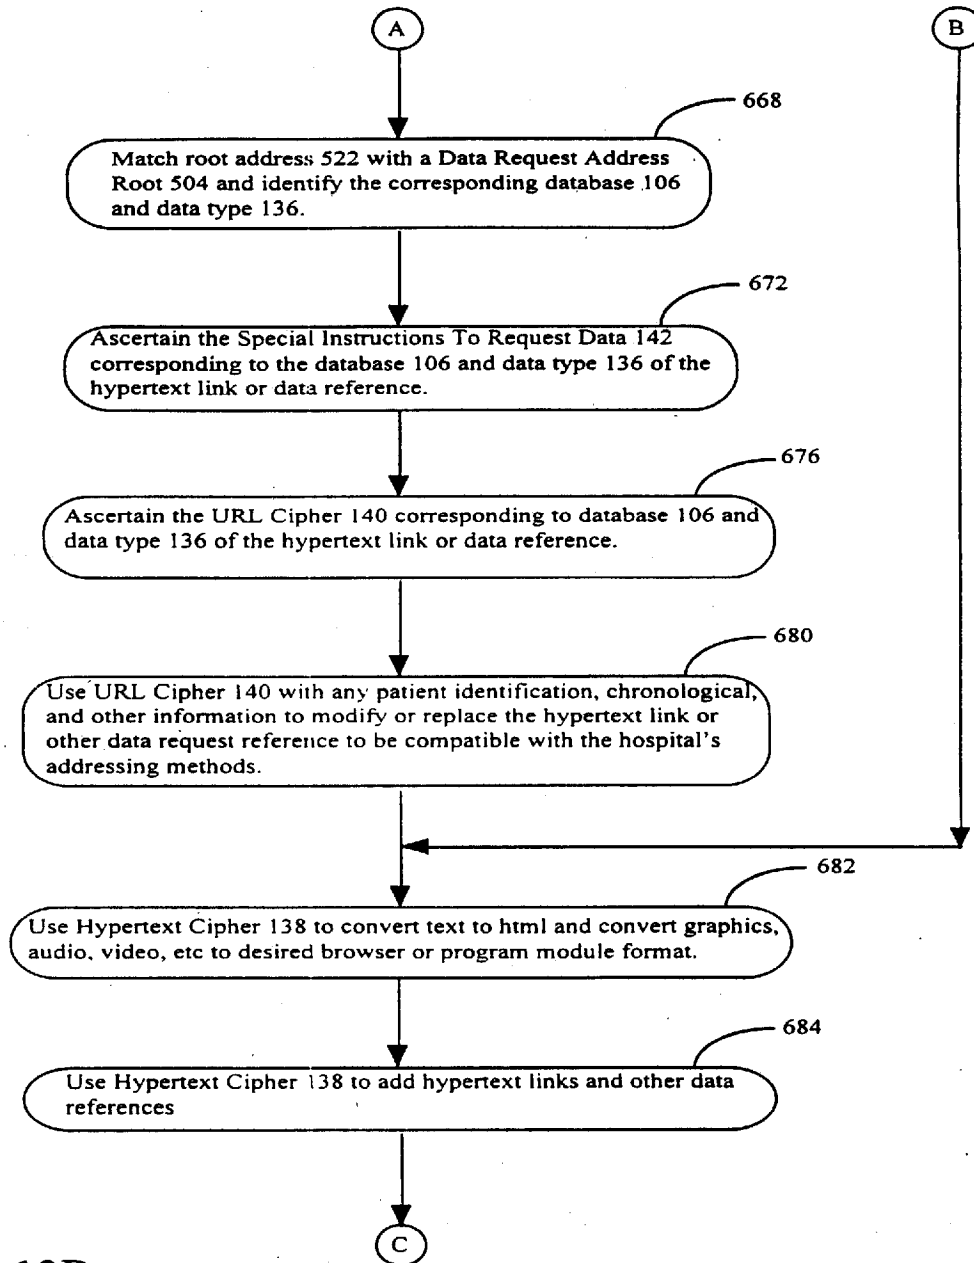 A
B
668
Match root address 522 with a Data Request Address
Root 504 and identify the corresponding database 106
and data type 136.
672
Ascertain the Special Instructions To Request Data 142
corresponding to the database 106 and data type 136 of the
hypertext link or data reference.
676
Ascertain the URL Cipher 140 corresponding to database 106 and
data type 136 of the hypertext link or data reference.
680
Use URL Cipher 140 with any patient identification, chronological,
and other information to modify or replace the hypertext link or
other data request reference to be compatible with the hospital's
addressing methods.
682
Use Hypertext Cipher 138 to convert text to html and convert graphics,
audio, video, etc to desired browser or program module format.
684
Use Hypertext Cipher 138 to add hypertext links and other data
references
C